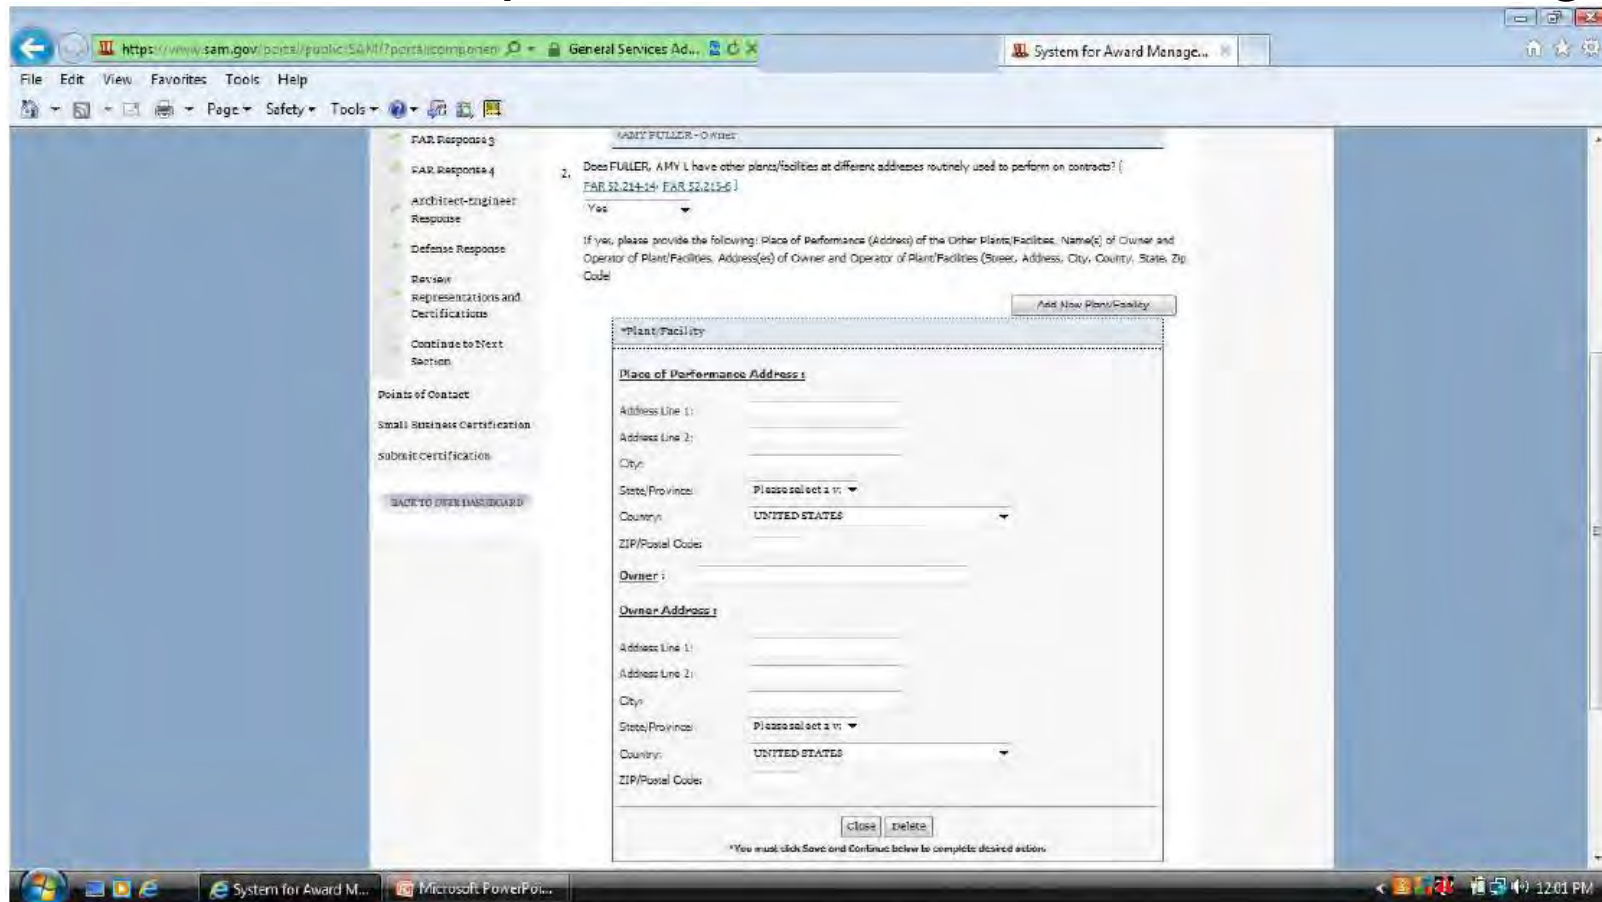 https://www.sam.gov/portal/public/SAM/?portal:componen
General Services Ad...
System for Award Manage...
File Edit View Favorites Tools Help
Page Safety Tools
FAR Response 3
FAR Response 4
Architect-Engineer
Response
Defense Response
Review
Representations and
Certifications
Continue to Next
Section
Points of Contact
Small Business Certification
Submit Certification
BACK TO USER DASHBOARD
AMY FULLER - Owner
2. Does FULLER, AMY L have other plants/facilities at different addresses routinely used to perform on contracts? [
FAR 52.214-14, FAR 52.215-6 ]
Yes
If yes, please provide the following: Place of Performance (Address) of the Other Plants/Facilities, Name(s) of Owner and
Operator of Plant/Facilities, Address(es) of Owner and Operator of Plant/Facilities (Street, Address, City, County, State, Zip
Code)
Add New Plant/Facility
*Plant/Facility
Place of Performance Address :
Address Line 1:
Address Line 2:
City:
State/Province:
Please select a v:
Country:
UNITED STATES
ZIP/Postal Code:
Owner :
Owner Address :
Address Line 1:
Address Line 2:
City:
State/Province:
Please select a v:
Country:
UNITED STATES
ZIP/Postal Code:
Close Delete
*You must click Save and Continue below to complete desired action.
System for Award M...
Microsoft PowerPoi...
12:01 PM